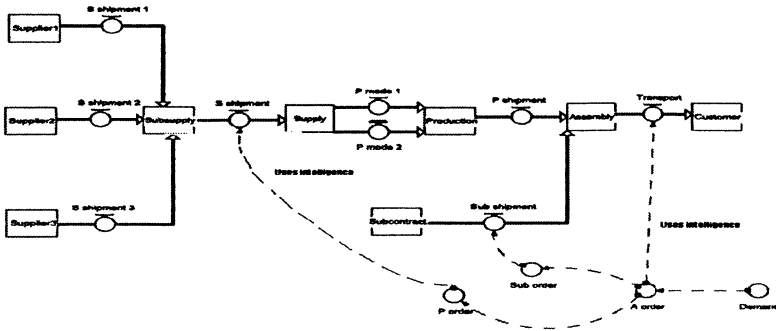 S shipment 1
Supplier1
S shipment 2
S shipment
P mode 1
P shipment
Transport
Supplier2
Subsupply
Supply
Production
Assembly
Customer
P mode 2
Uses intelligence
S shipment 3
Sub shipment
Supplier3
Subcontract
Uses intelligence
Sub order
P order
A order
Demand